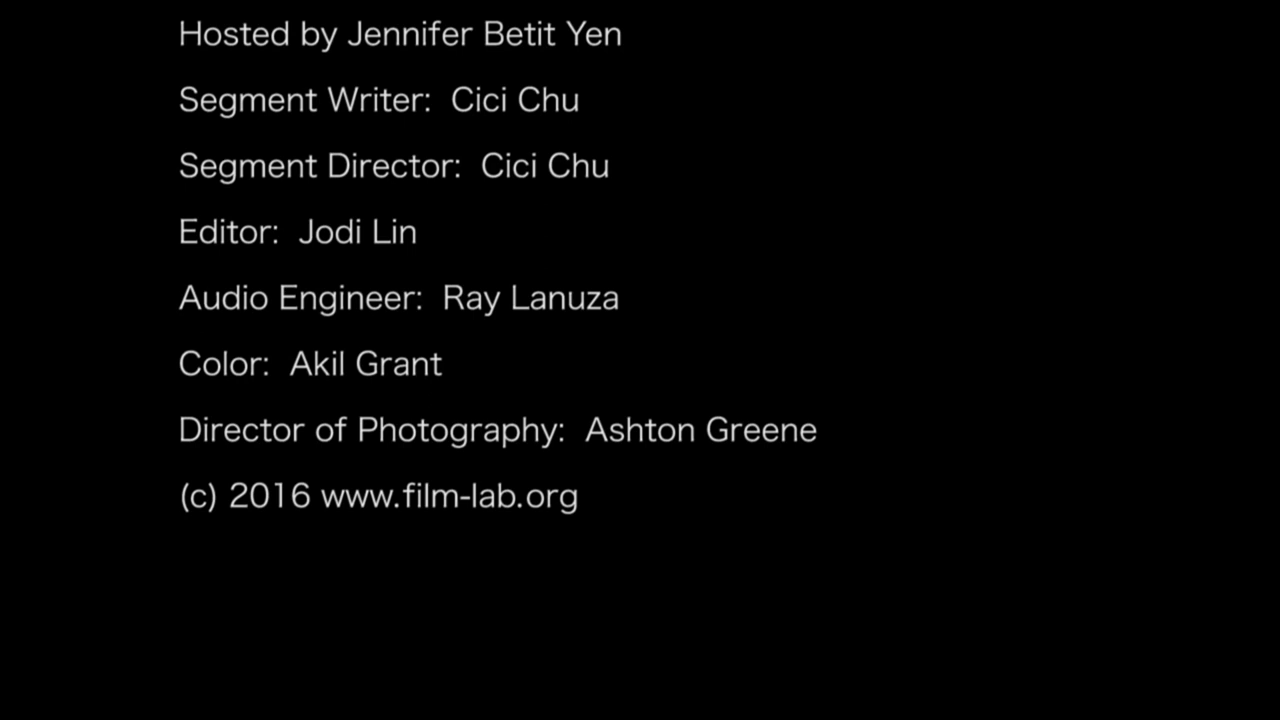 Hosted by Jennifer Betit Yen
Segment Writer:  Cici Chu
Segment Director:  Cici Chu
Editor:  Jodi Lin
Audio Engineer:  Ray Lanuza
Color:  Akil Grant
Director of Photography:  Ashton Greene
(c) 2016 www.film-lab.org